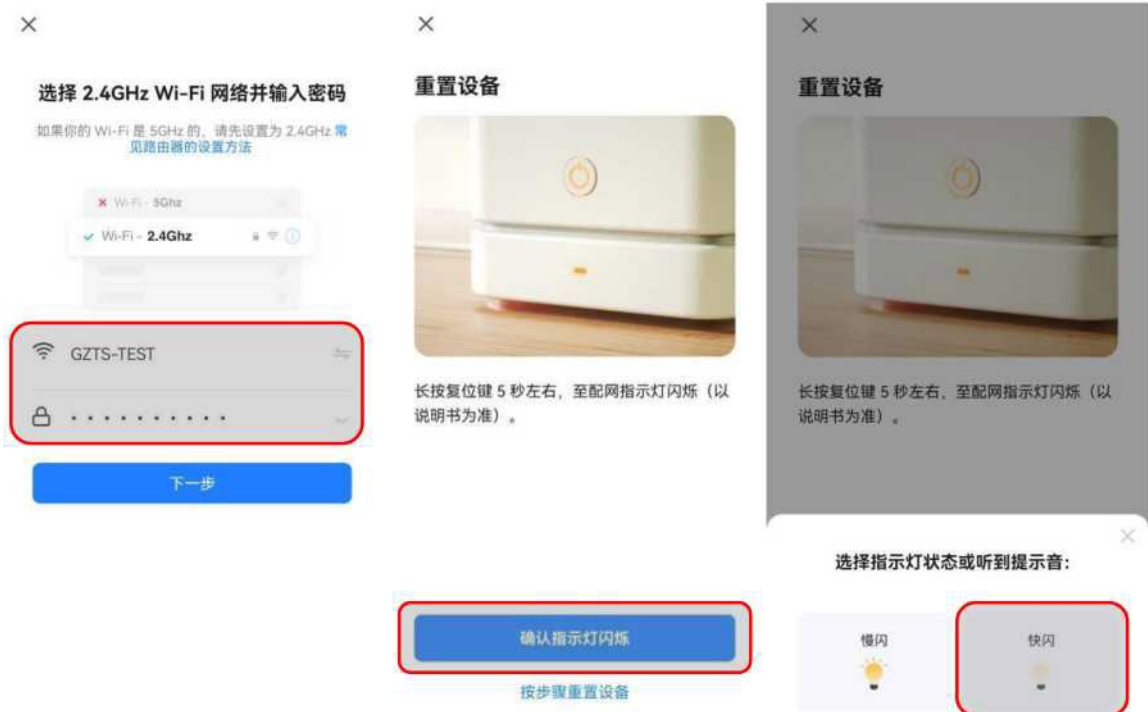 选择 2.4GHz Wi-Fi 网络并输入密码
如果你的 Wi-Fi 是 5GHz 的，请先设置为 2.4GHz 常
见路由器的设置方法
Wi-Fi - 5Ghz
Wi-Fi - 2.4Ghz
GZTS-TEST
下一步
重置设备
长按复位键 5 秒左右，至配网指示灯闪烁（以
说明书为准）。
确认指示灯闪烁
按步骤重置设备
重置设备
长按复位键 5 秒左右，至配网指示灯闪烁（以
说明书为准）。
选择指示灯状态或听到提示音：
慢闪
快闪